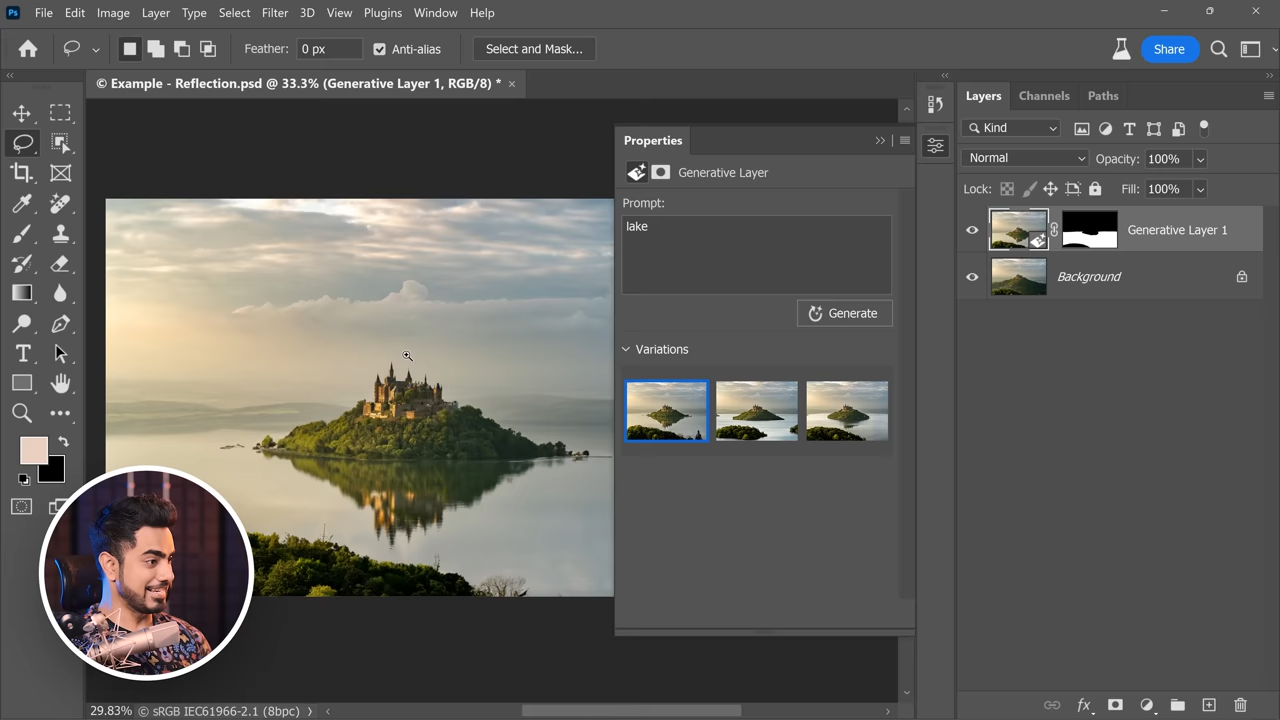 Ps File Edit Image Layer Type Select Filter 3D View Plugins Window Help
Feather: 0 px Anti-alias Select and Mask... Share
© Example - Reflection.psd @ 33.3% (Generative Layer 1, RGB/8) * ×
Layers Channels Paths
Kind
Normal Opacity: 100%
Lock: Fill: 100%
Generative Layer 1
Background
Properties
Generative Layer
Prompt:
lake
Generate
Variations
29.83% © sRGB IEC61966-2.1 (8bpc)
fx